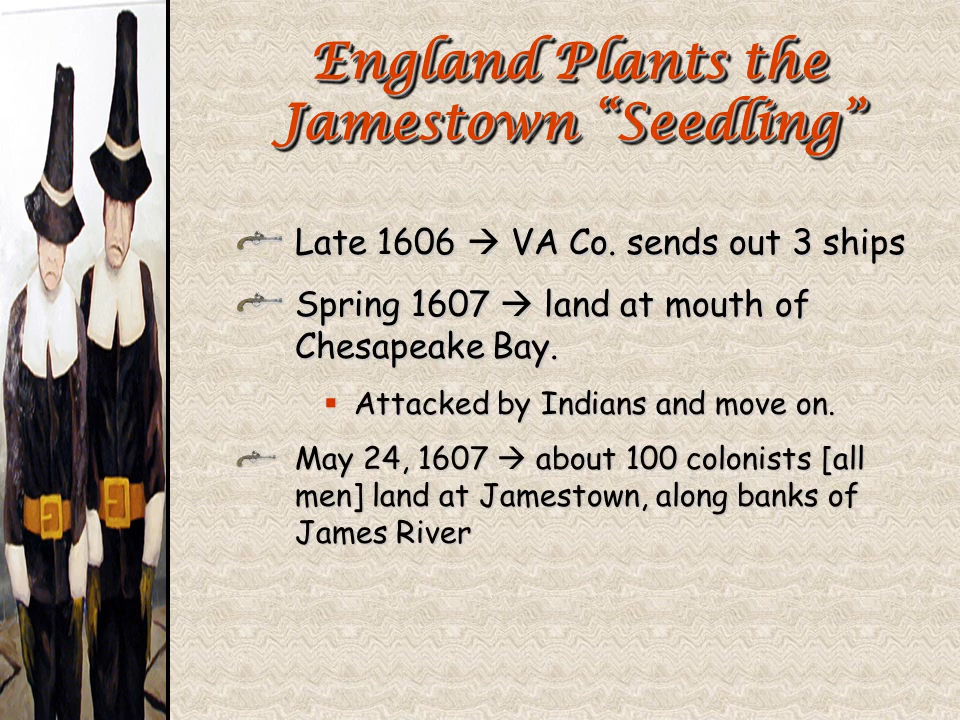 England Plants the
Jamestown “Seedling”
Late 1606 → VA Co. sends out 3 ships
Spring 1607 → land at mouth of
Chesapeake Bay.
▪ Attacked by Indians and move on.
May 24, 1607 → about 100 colonists [all
men] land at Jamestown, along banks of
James River